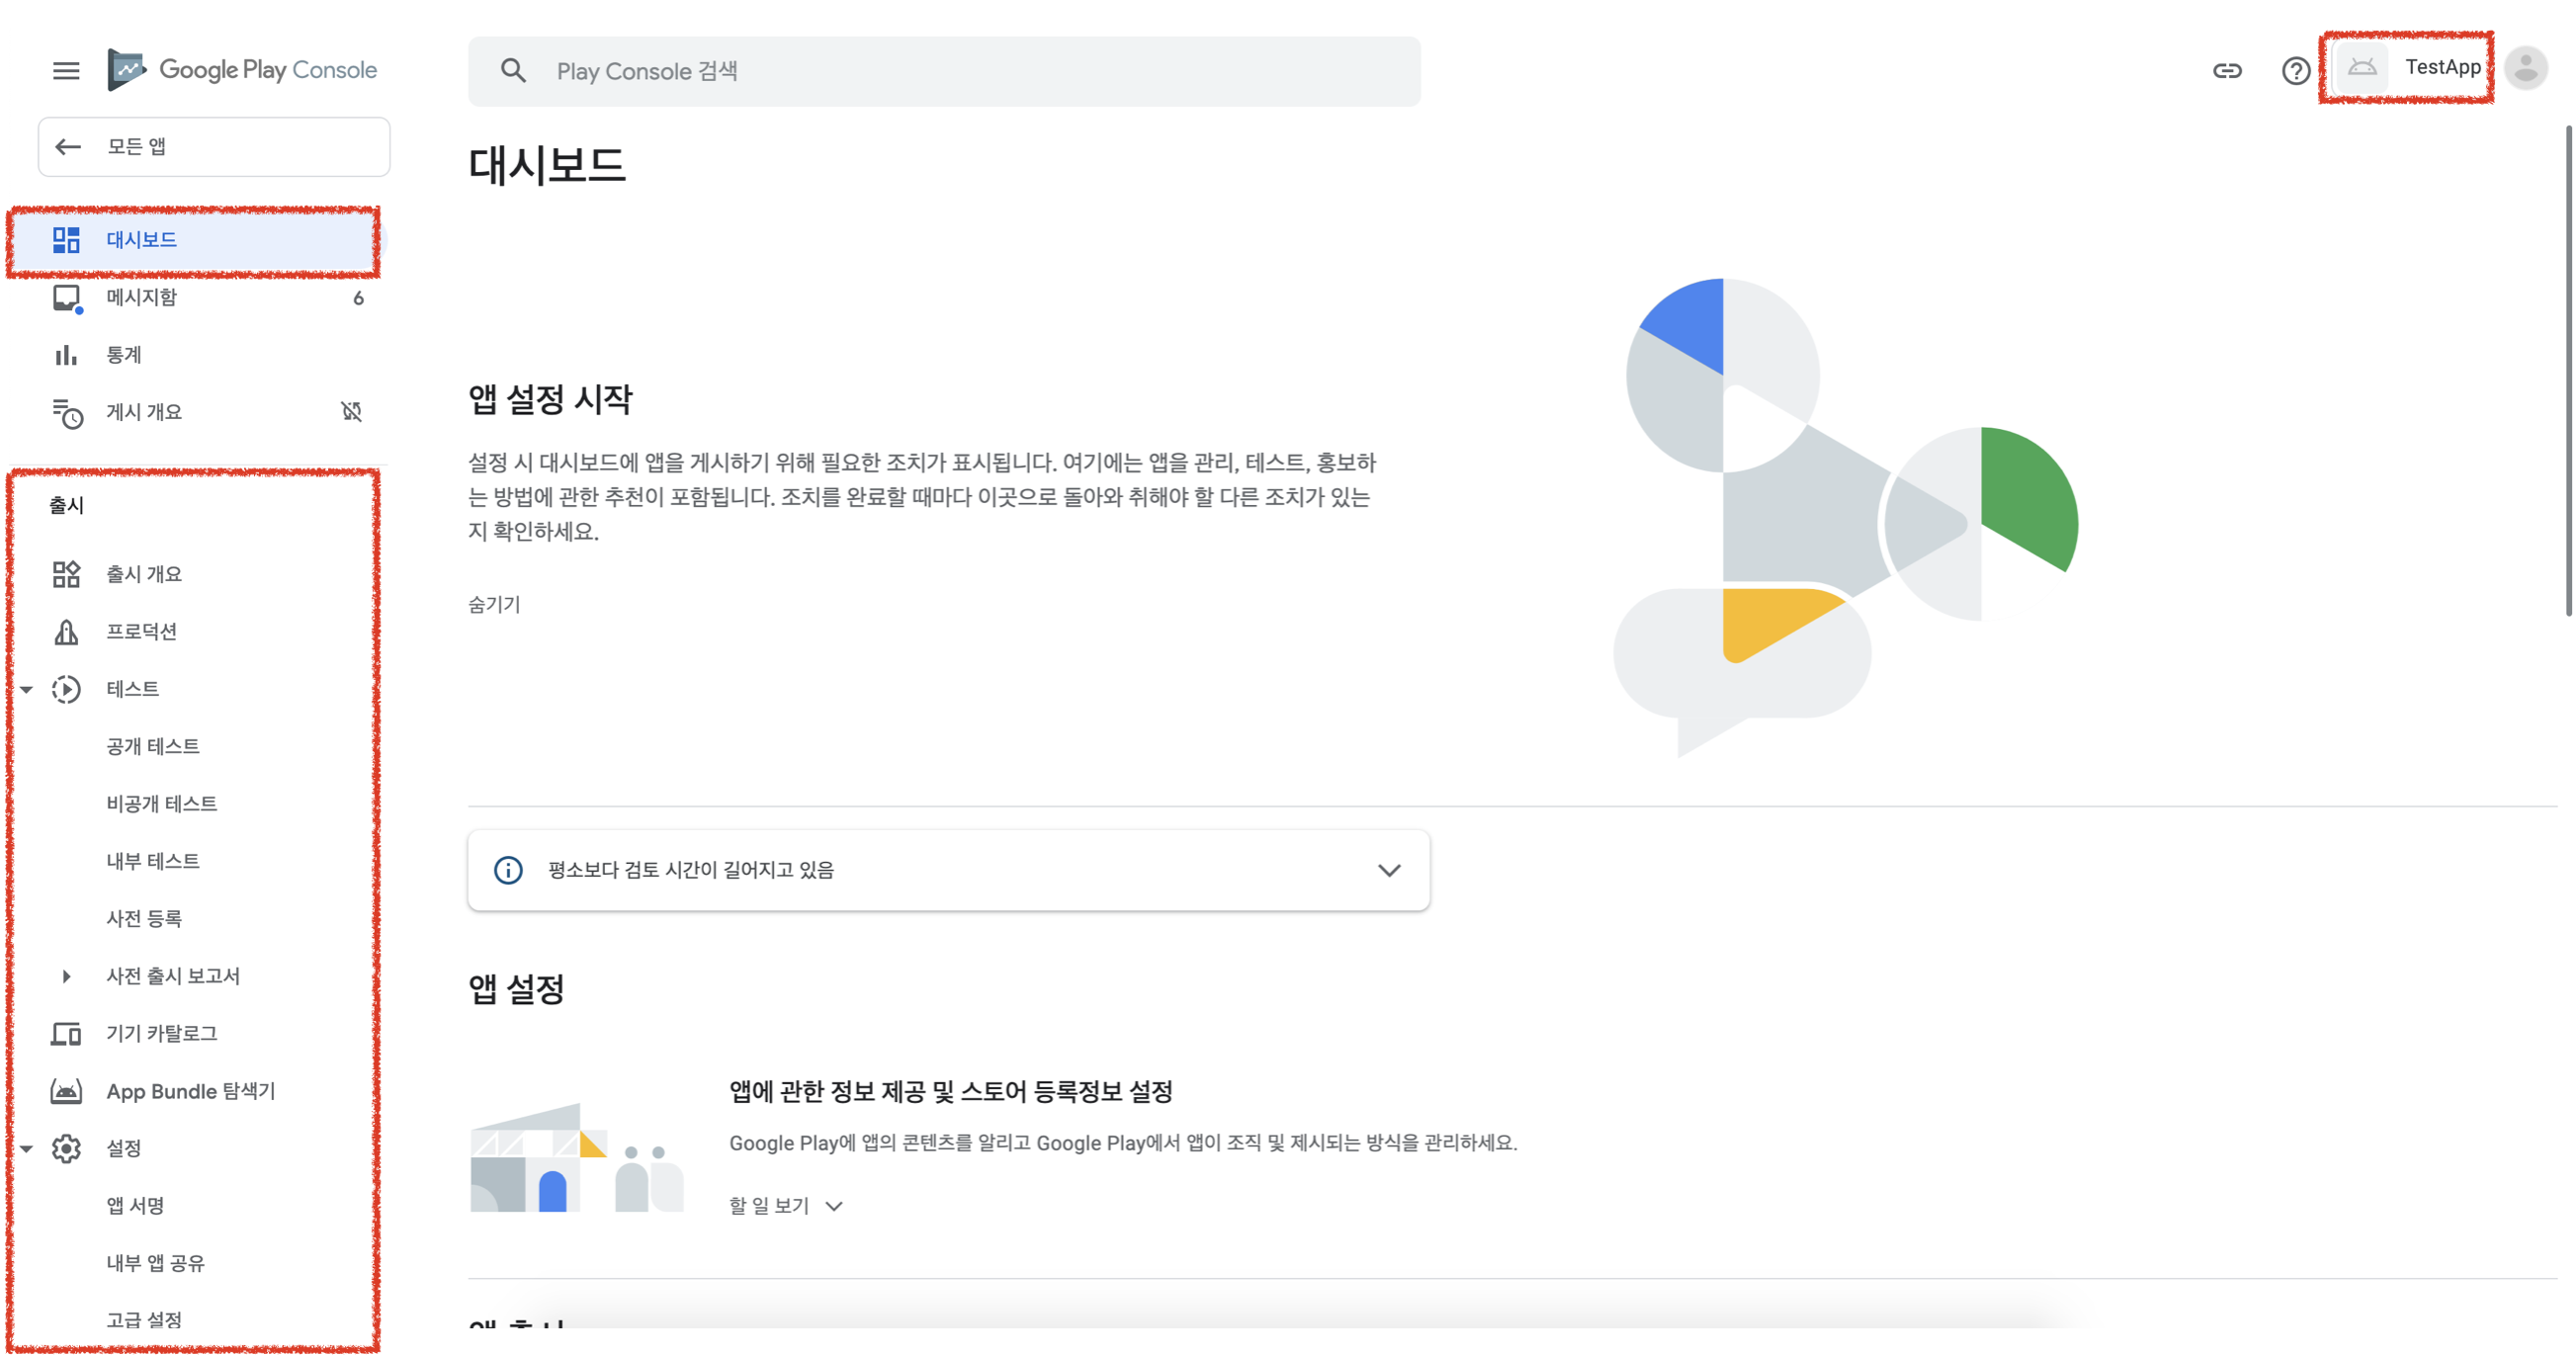 Google Play Console
Play Console 검색
TestApp
모든 앱
대시보드
메시지함 6
통계
게시 개요
출시
출시 개요
프로덕션
테스트
공개 테스트
비공개 테스트
내부 테스트
사전 등록
사전 출시 보고서
기기 카탈로그
App Bundle 탐색기
설정
앱 서명
내부 앱 공유
고급 설정
대시보드
앱 설정 시작
설정 시 대시보드에 앱을 게시하기 위해 필요한 조치가 표시됩니다. 여기에는 앱을 관리, 테스트, 홍보하
는 방법에 관한 추천이 포함됩니다. 조치를 완료할 때마다 이곳으로 돌아와 취해야 할 다른 조치가 있는
지 확인하세요.
숨기기
평소보다 검토 시간이 길어지고 있음
앱 설정
앱에 관한 정보 제공 및 스토어 등록정보 설정
Google Play에 앱의 콘텐츠를 알리고 Google Play에서 앱이 조직 및 제시되는 방식을 관리하세요.
할 일 보기